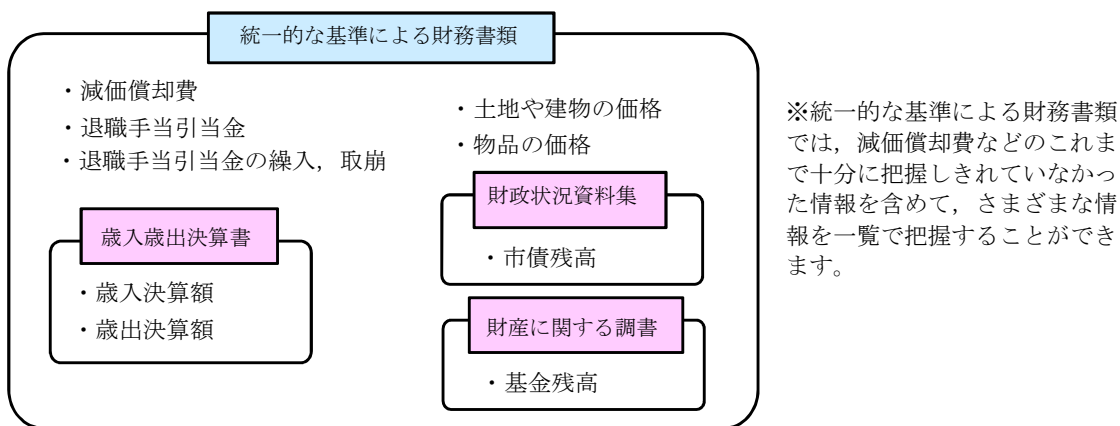 統一的な基準による財務書類
・減価償却費
・退職手当引当金
・退職手当引当金の繰入，取崩
歳入歳出決算書
・歳入決算額
・歳出決算額
・土地や建物の価格
・物品の価格
財政状況資料集
・市債残高
財産に関する調書
・基金残高
※統一的な基準による財務書類
では，減価償却費などのこれま
で十分に把握しきれていなかっ
た情報を含めて，さまざまな情
報を一覧で把握することができ
ます。